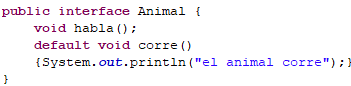 public interface Animal {
    void habla();
    default void corre()
    {System.out.println("el animal corre");}
}